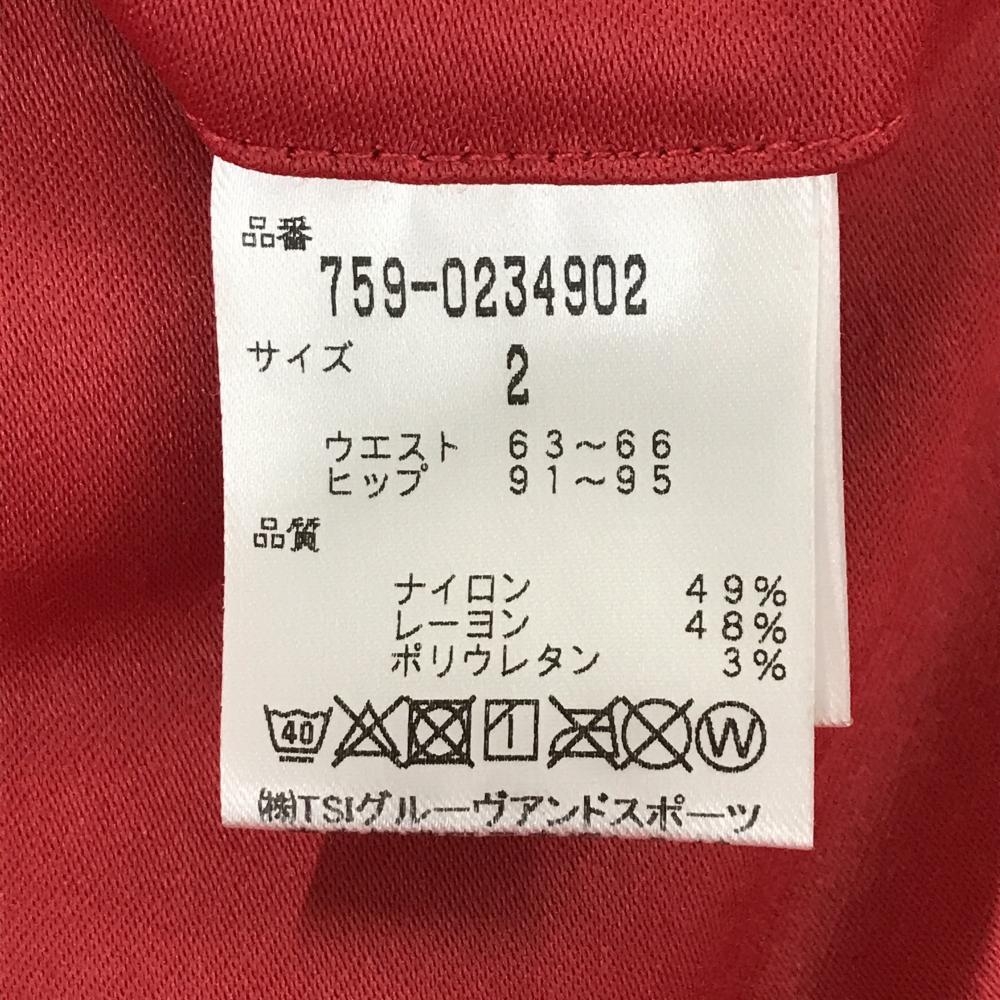 品番
759-0234902
サイズ 2
ウエスト 63〜66
ヒップ 91〜95
品質
ナイロン 49%
レーヨン 48%
ポリウレタン 3%
40 W
㈱TSIグルーヴアンドスポーツ